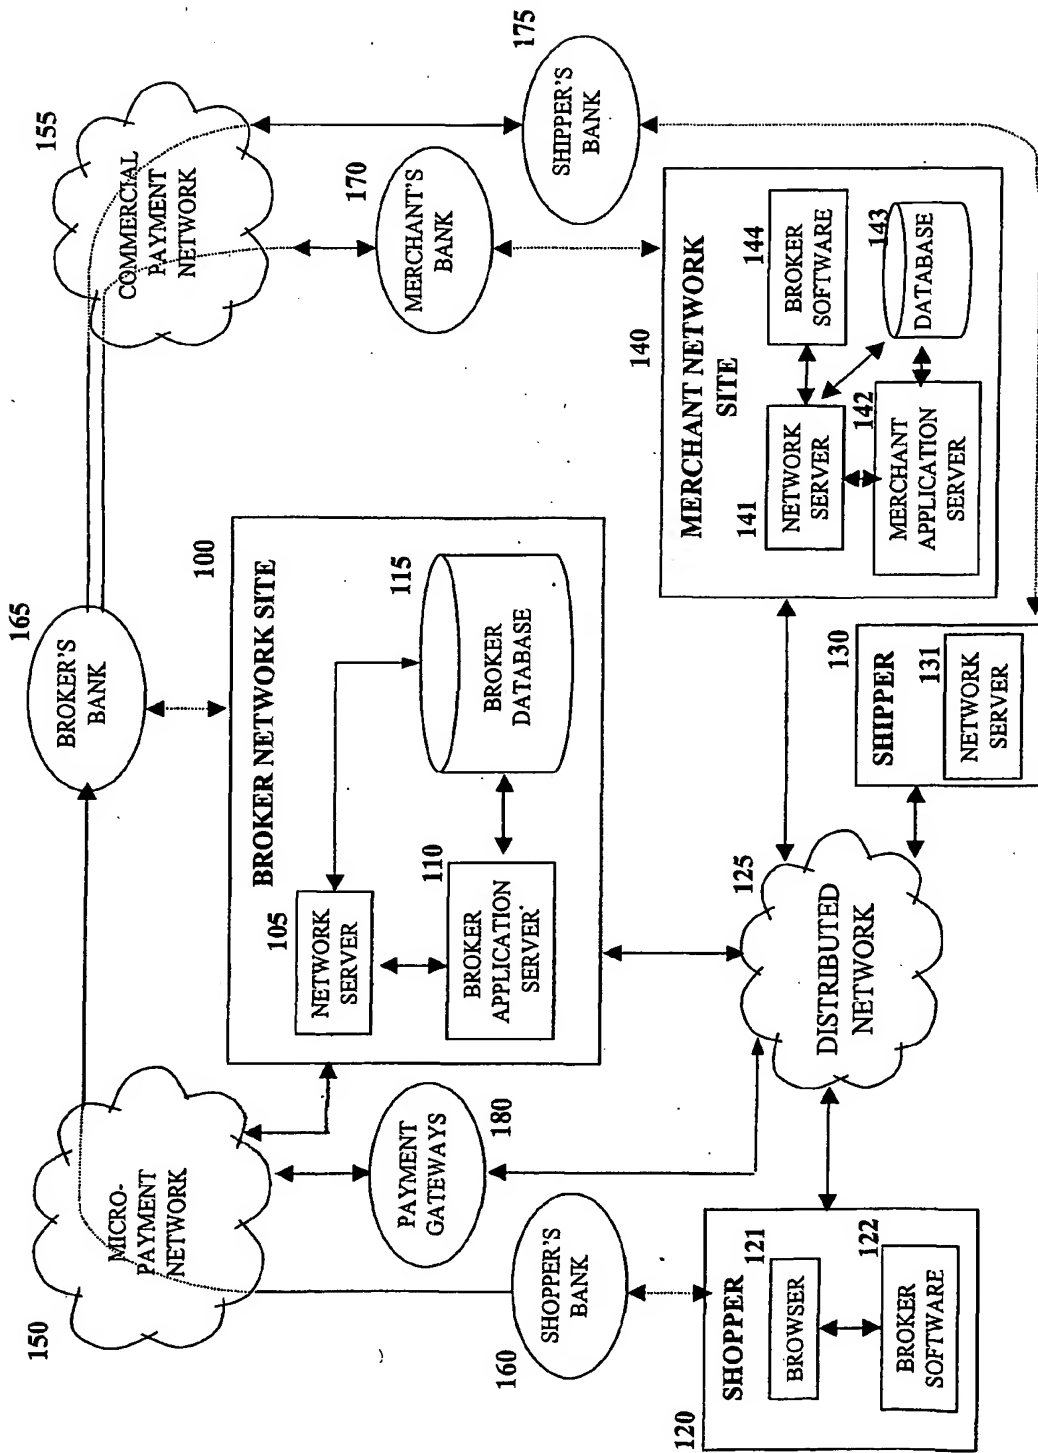 150
MICRO-
PAYMENT
NETWORK
165
BROKER'S
BANK
155
COMMERCIAL
PAYMENT
NETWORK
175
SHIPPER'S
BANK
170
MERCHANT'S
BANK
180
PAYMENT
GATEWAYS
160
SHOPPER'S
BANK
100
BROKER NETWORK SITE
105
NETWORK
SERVER
110
BROKER
APPLICATION
SERVER
115
BROKER
DATABASE
120
SHOPPER
121
BROWSER
122
BROKER
SOFTWARE
125
DISTRIBUTED
NETWORK
130
SHIPPER
131
NETWORK
SERVER
140
MERCHANT NETWORK
SITE
141
NETWORK
SERVER
144
BROKER
SOFTWARE
142
MERCHANT
APPLICATION
SERVER
143
DATABASE